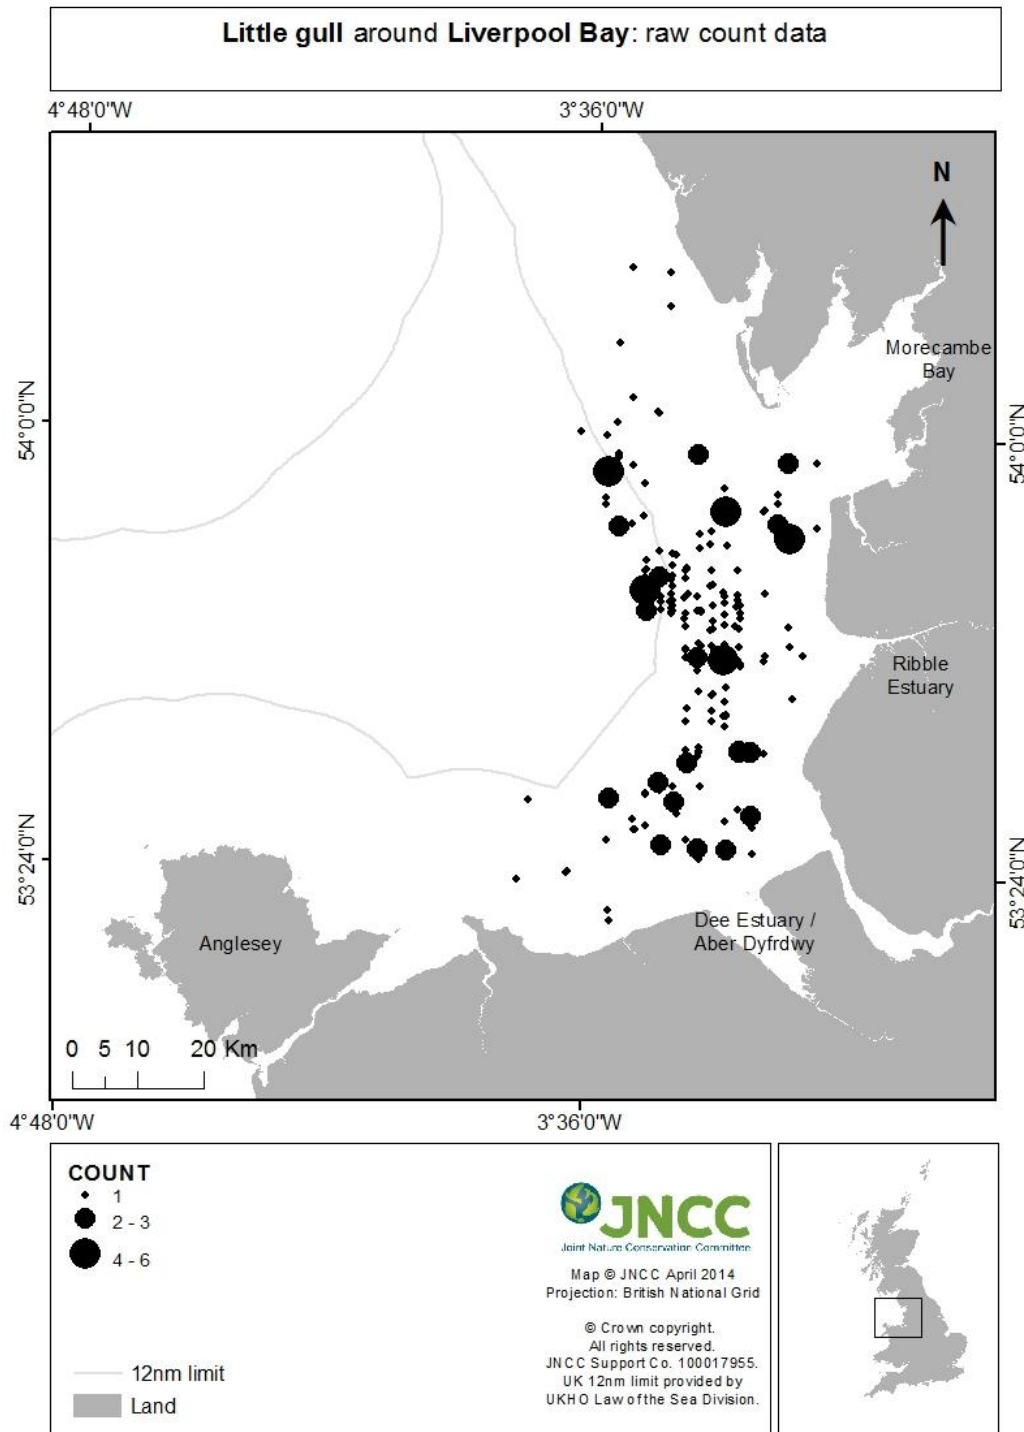 Little gull around Liverpool Bay: raw count data
4°48'0"W
3°36'0"W
N
Morecambe
Bay
54°0'0"N
54°0'0"N
Ribble
Estuary
53°24'0"N
53°24'0"N
Dee Estuary /
Aber Dyfrdwy
Anglesey
0 5 10 20 Km
4°48'0"W
3°36'0"W
COUNT
1
2 - 3
4 - 6
12nm limit
Land
JNCC
Joint Nature Conservation Committee
Map © JNCC April 2014
Projection: British National Grid
© Crown copyright.
All rights reserved.
JNCC Support Co. 100017955.
UK 12nm limit provided by
UKHO Law of the Sea Division.